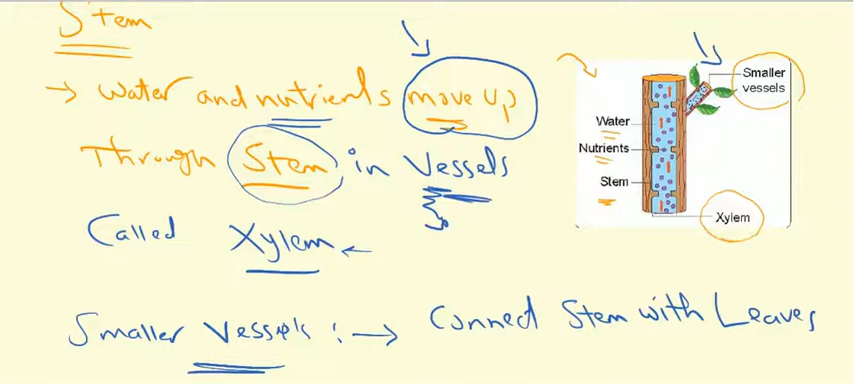 Stem
→ Water and nutrients move up
Through Stem in Vessels
Called Xylem ←
Smaller Vessels : → Connect Stem with Leaves
Smaller
vessels
Water
Nutrients
Stem
Xylem